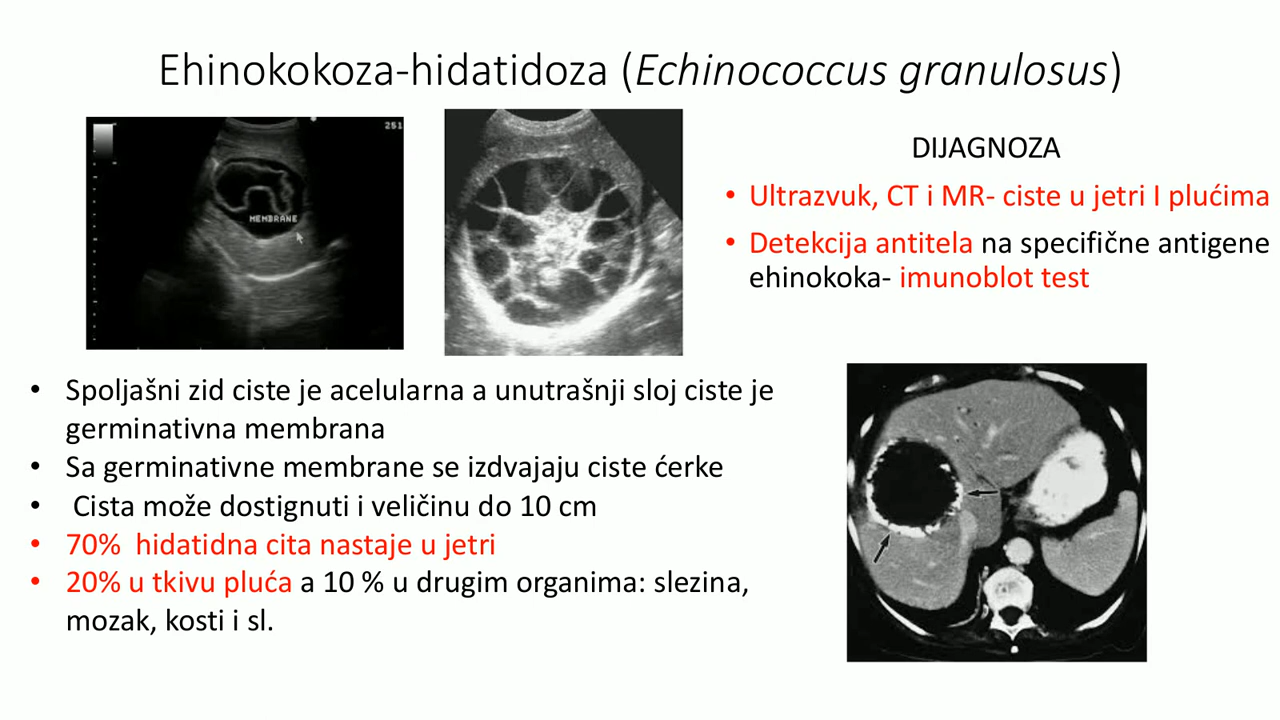 Ehinokokoza-hidatidoza (Echinococcus granulosus)
251
MEMBRANE
DIJAGNOZA
• Ultrazvuk, CT i MR- ciste u jetri I plućima
• Detekcija antitela na specifične antigene
ehinokoka- imunoblot test
• Spoljašni zid ciste je acelularna a unutrašnji sloj ciste je
germinativna membrana
• Sa germinativne membrane se izdvajaju ciste ćerke
• Cista može dostignuti i veličinu do 10 cm
• 70% hidatidna cita nastaje u jetri
• 20% u tkivu pluća a 10 % u drugim organima: slezina,
mozak, kosti i sl.